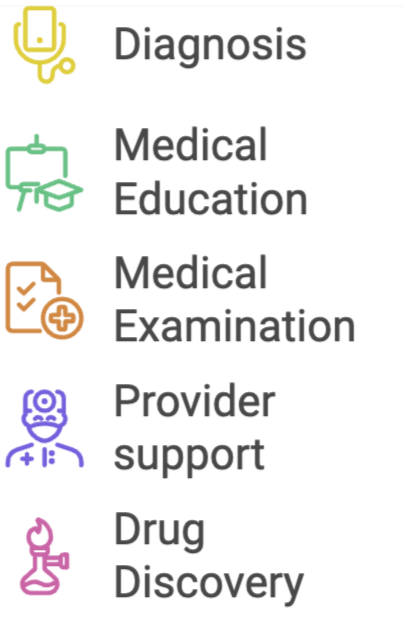 Diagnosis
Medical
Education
Medical
Examination
Provider
support
Drug
Discovery